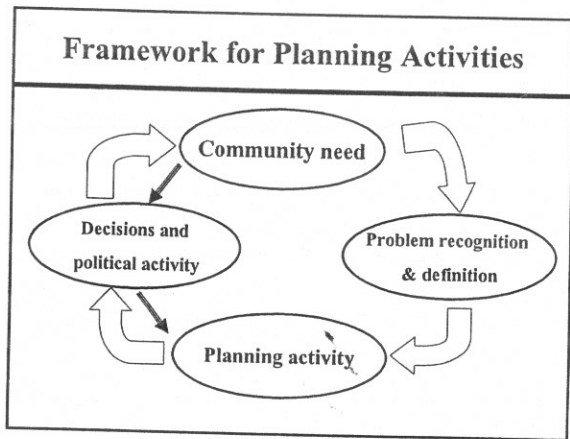 Framework for Planning Activities
Community need
Decisions and
political activity
Problem recognition
& definition
Planning activity